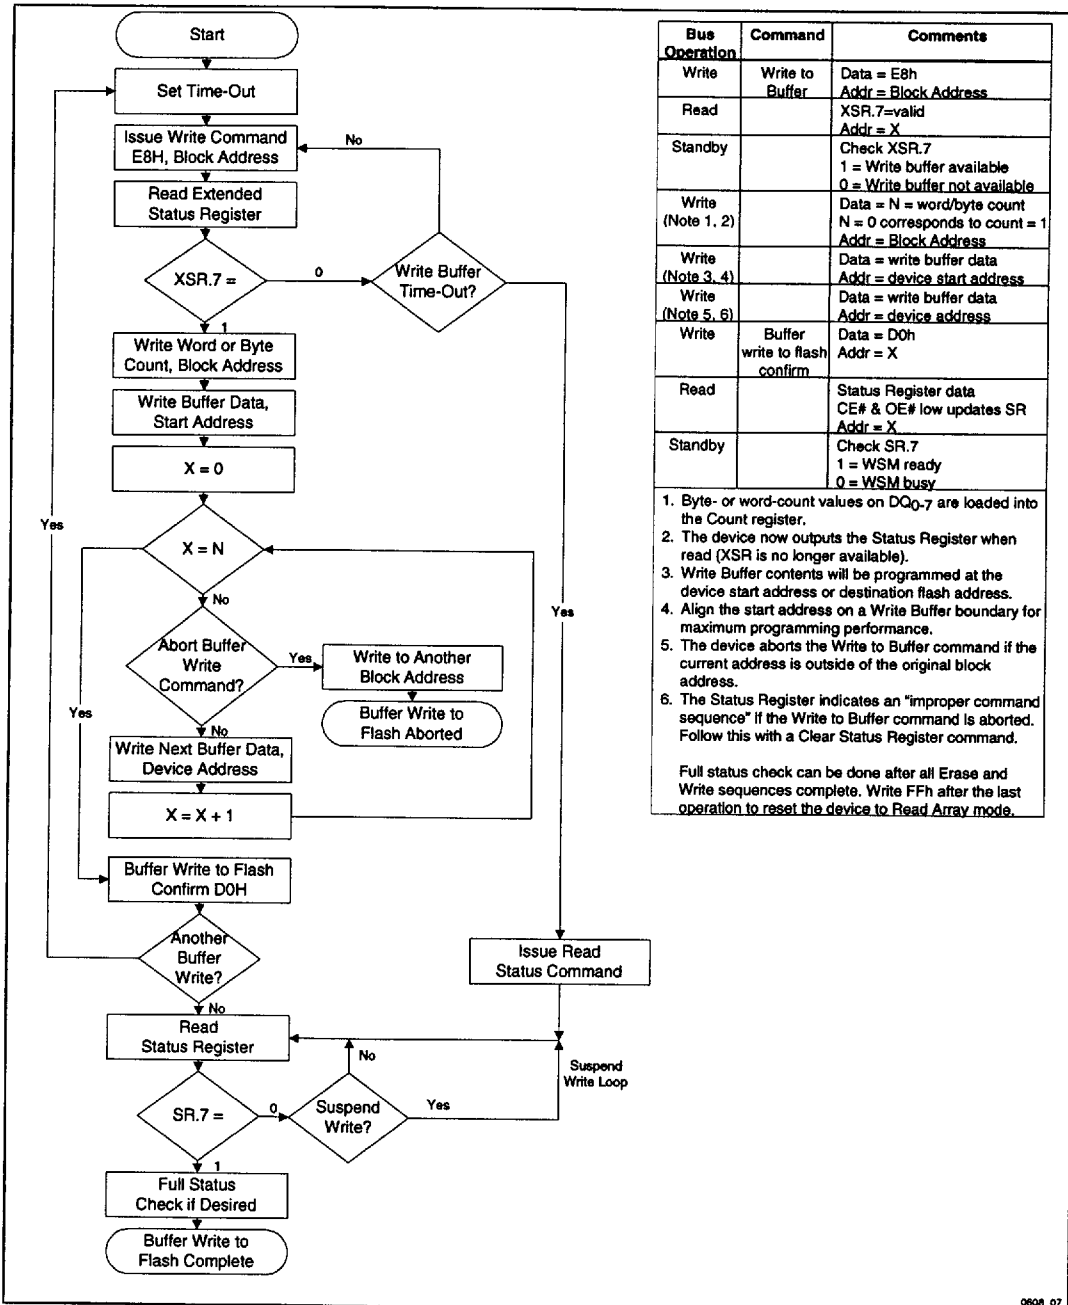 Start
Set Time-Out
Issue Write Command
E8H, Block Address
No
Read Extended
Status Register
XSR.7 =
0
Write Buffer
Time-Out?
1
Write Word or Byte
Count, Block Address
Write Buffer Data,
Start Address
X = 0
Yes
X = N
No
Yes
Abort Buffer
Write
Command?
Yes
Write to Another
Block Address
Buffer Write to
Flash Aborted
Yes
No
Write Next Buffer Data,
Device Address
X = X + 1
Buffer Write to Flash
Confirm D0H
Another
Buffer
Write?
Issue Read
Status Command
No
Read
Status Register
No
Suspend
Write Loop
SR.7 =
0
Suspend
Write?
Yes
1
Full Status
Check if Desired
Buffer Write to
Flash Complete
Bus
Operation
Command
Comments
Write
Write to
Buffer
Data = E8h
Addr = Block Address
Read
XSR.7=valid
Addr = X
Standby
Check XSR.7
1 = Write buffer available
0 = Write buffer not available
Write
(Note 1, 2)
Data = N = word/byte count
N = 0 corresponds to count = 1
Addr = Block Address
Write
(Note 3, 4)
Data = write buffer data
Addr = device start address
Write
(Note 5, 6)
Data = write buffer data
Addr = device address
Write
Buffer
write to flash
confirm
Data = D0h
Addr = X
Read
Status Register data
CE# & OE# low updates SR
Addr = X
Standby
Check SR.7
1 = WSM ready
0 = WSM busy
1. Byte- or word-count values on DQ0-7 are loaded into
the Count register.
2. The device now outputs the Status Register when
read (XSR is no longer available).
3. Write Buffer contents will be programmed at the
device start address or destination flash address.
4. Align the start address on a Write Buffer boundary for
maximum programming performance.
5. The device aborts the Write to Buffer command if the
current address is outside of the original block
address.
6. The Status Register indicates an "improper command
sequence" if the Write to Buffer command is aborted.
Follow this with a Clear Status Register command.
Full status check can be done after all Erase and
Write sequences complete. Write FFh after the last
operation to reset the device to Read Array mode.
0608_07